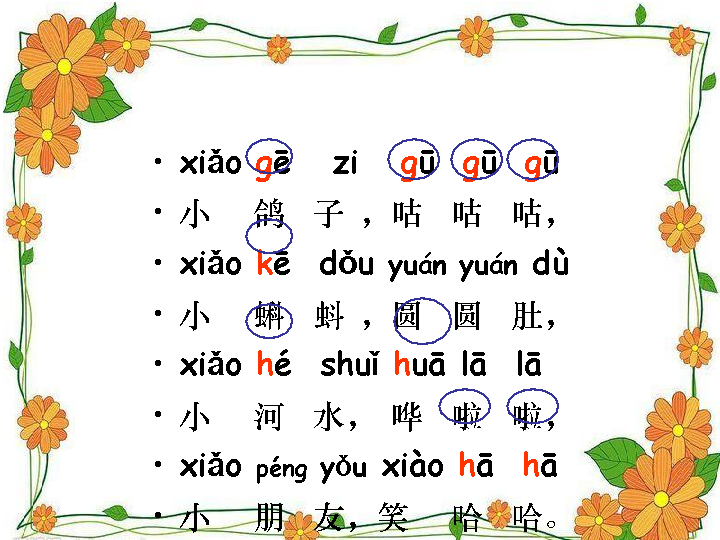 • xiǎo gē zi gū gū gū
• 小 鸽 子 ，咕 咕 咕，
• xiǎo kē dǒu yuán yuán dù
• 小 蝌 蚪 ，圆 圆 肚，
• xiǎo hé shuǐ huā lā lā
• 小 河 水， 哗 啦 啦，
• xiǎo péng yǒu xiào hā hā
• 小 朋 友，笑 哈 哈。